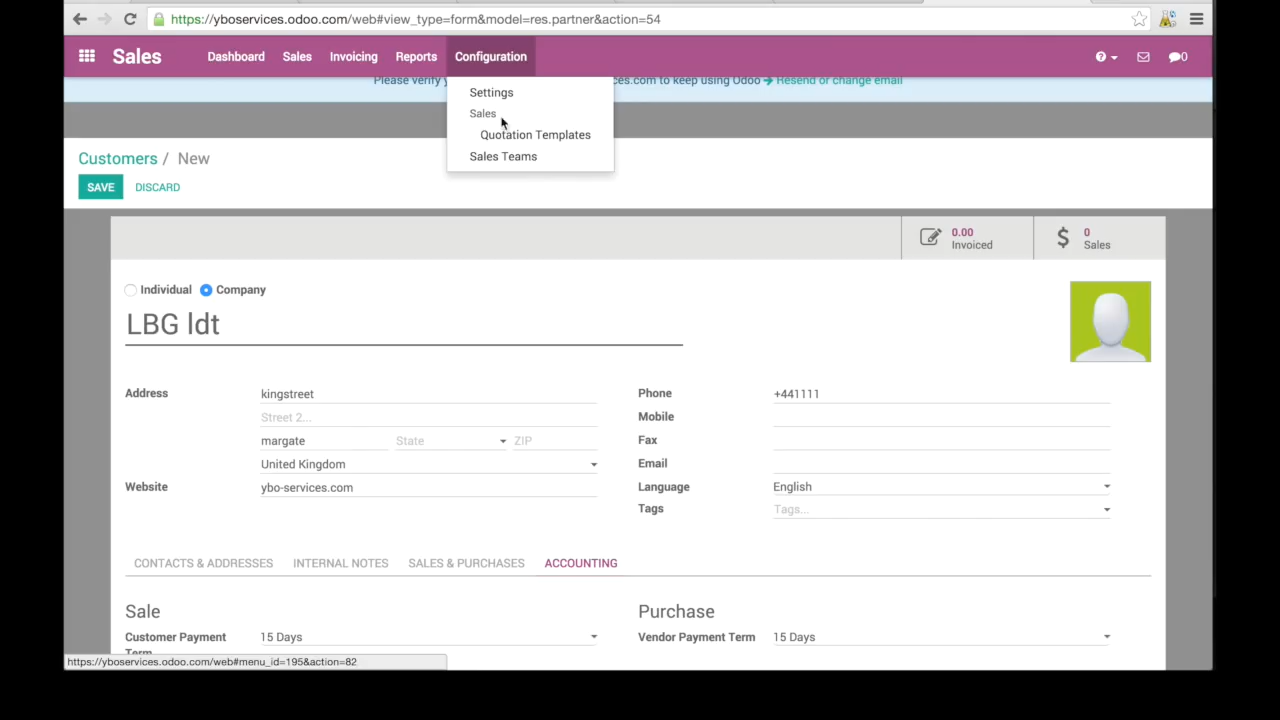 https://yboservices.odoo.com/web#view_type=form&model=res.partner&action=54
Sales Dashboard Sales Invoicing Reports Configuration 0
Please verify ces.com to keep using Odoo Resend or change email
Settings
Sales
Quotation Templates
Sales Teams
Customers / New
SAVE DISCARD
0.00 Invoiced
0 Sales
Individual Company
LBG ldt
Address kingstreet Phone +441111
Street 2... Mobile
margate State ZIP Fax
United Kingdom Email
Website ybo-services.com Language English
Tags Tags...
CONTACTS & ADDRESSES INTERNAL NOTES SALES & PURCHASES ACCOUNTING
Sale Purchase
Customer Payment Term 15 Days Vendor Payment Term 15 Days
https://yboservices.odoo.com/web#menu_id=195&action=82